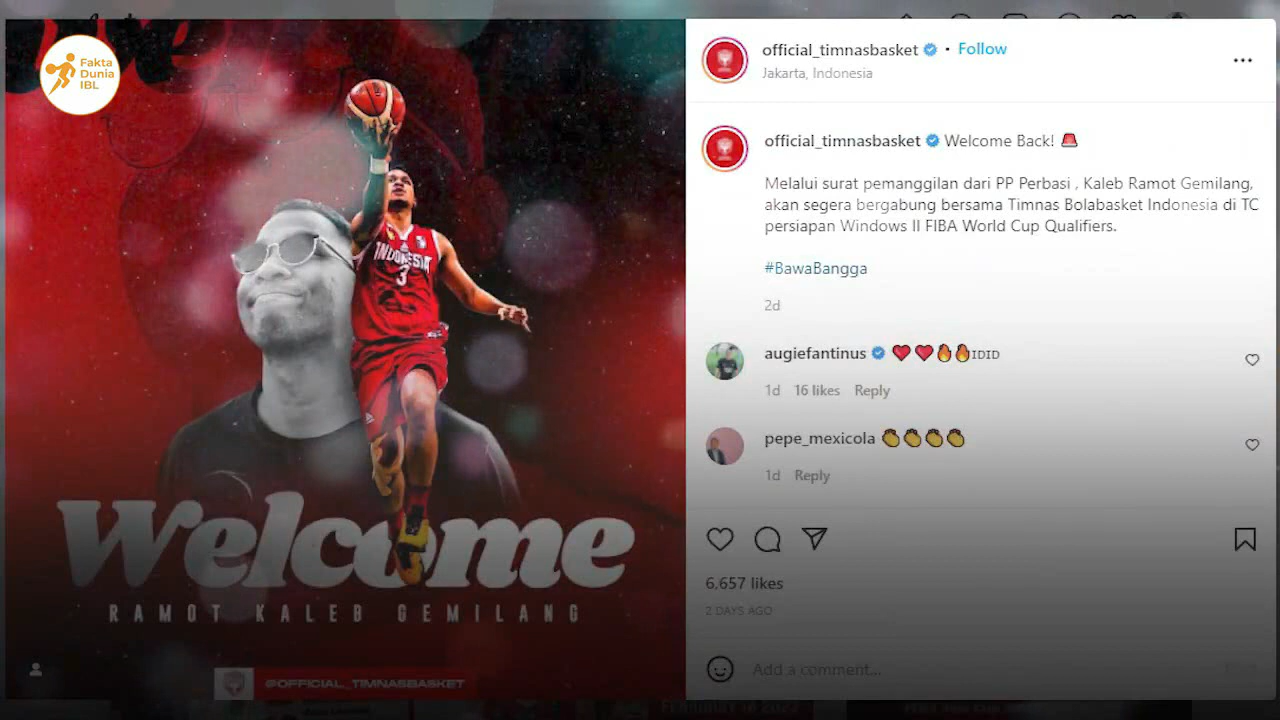 Fakta
Dunia
IBL
INDONESIA
3
Welcome
RAMOT KALEB GEMILANG
@OFFICIAL_TIMNASBASKET
official_timnasbasket • Follow
Jakarta, Indonesia
official_timnasbasket Welcome Back! 🚨
Melalui surat pemanggilan dari PP Perbasi , Kaleb Ramot Gemilang,
akan segera bergabung bersama Timnas Bolabasket Indonesia di TC
persiapan Windows II FIBA World Cup Qualifiers.
#BawaBangga
2d
augiefantinus ❤️❤️🔥🔥IDID
1d 16 likes Reply
pepe_mexicola 👏👏👏👏
1d Reply
6,657 likes
2 DAYS AGO
Add a comment...